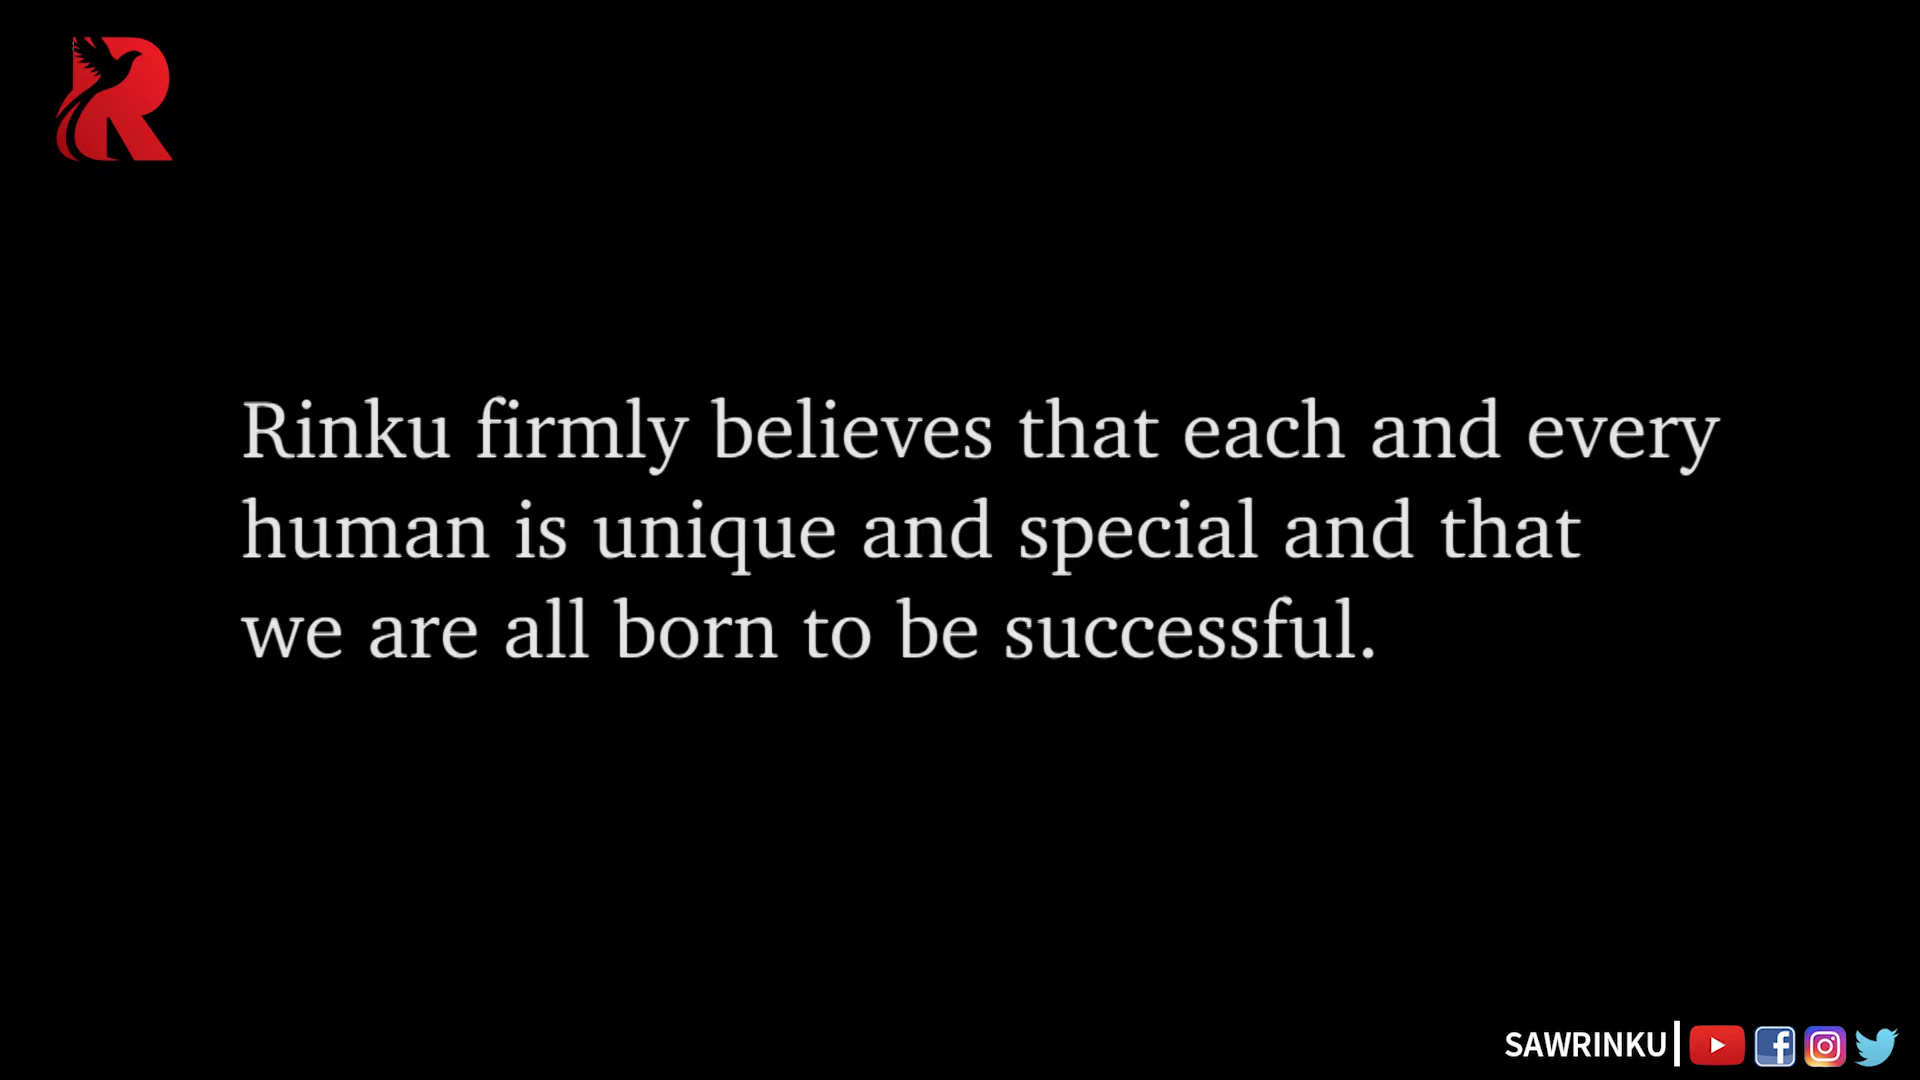 R
Rinku firmly believes that each and every
human is unique and special and that
we are all born to be successful.
SAWRINKU